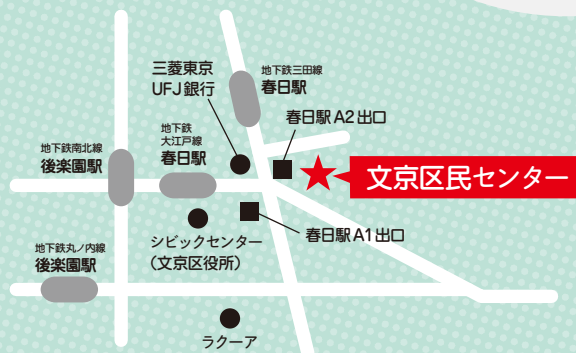 三菱東京
UFJ銀行
地下鉄三田線
春日駅
春日駅A2出口
地下鉄
大江戸線
春日駅
地下鉄南北線
後楽園駅
文京区民センター
シビックセンター
（文京区役所）
春日駅A1出口
地下鉄丸ノ内線
後楽園駅
ラクーア